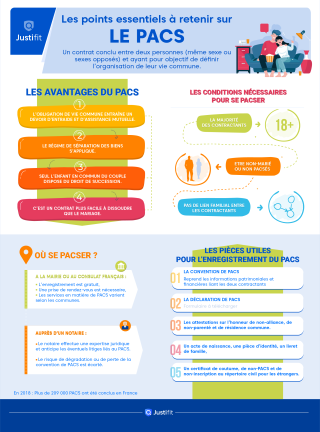 Justifit
Les points essentiels à retenir sur
LE PACS
Un contrat conclu entre deux personnes (même sexe ou
sexes opposés) et ayant pour objectif de définir
l'organisation de leur vie commune.
LES AVANTAGES DU PACS
1
L'OBLIGATION DE VIE COMMUNE ENTRAÎNE UN
DEVOIR D'ENTRAIDE ET D'ASSISTANCE MUTUELLE.
2
LE RÉGIME DE SÉPARATION DES BIENS
S'APPLIQUE.
3
SEUL L'ENFANT EN COMMUN DU COUPLE
DISPOSE DU DROIT DE SUCCESSION.
4
C'EST UN CONTRAT PLUS FACILE À DISSOUDRE
QUE LE MARIAGE.
LES CONDITIONS NÉCESSAIRES
POUR SE PACSER
LA MAJORITÉ
DES CONTRACTANTS
18+
ÊTRE NON-MARIÉ
OU NON PACSÉS
PAS DE LIEN FAMILIAL ENTRE
LES CONTRACTANTS
OÙ SE PACSER ?
A LA MAIRIE OU AU CONSULAT FRANÇAIS :
• L'enregistrement est gratuit.
• Une prise de rendez-vous est nécessaire.
• Les services en matière de PACS varient
selon les communes.
AUPRÈS D'UN NOTAIRE :
•Le notaire effectue une expertise juridique
et anticipe les éventuels litiges liés au PACS.
•Le risque de dégradation ou de perte de la
convention de PACS est écarté.
En 2018 : Plus de 209 000 PACS ont été conclus en France
LES PIÈCES UTILES
POUR L'ENREGISTREMENT DU PACS
01
LA CONVENTION DE PACS
Reprend les informations patrimoniales et
financières liant les deux contractants
02
LA DÉCLARATION DE PACS
03
Les attestations sur l'honneur de non-alliance, de
non-parenté et de résidence commune.
04
Un acte de naissance, une pièce d'identité, un livret
de famille,
05
Un certificat de coutume, de non-PACS et de
non-inscription au répertoire civil pour les étrangers.
Justifit